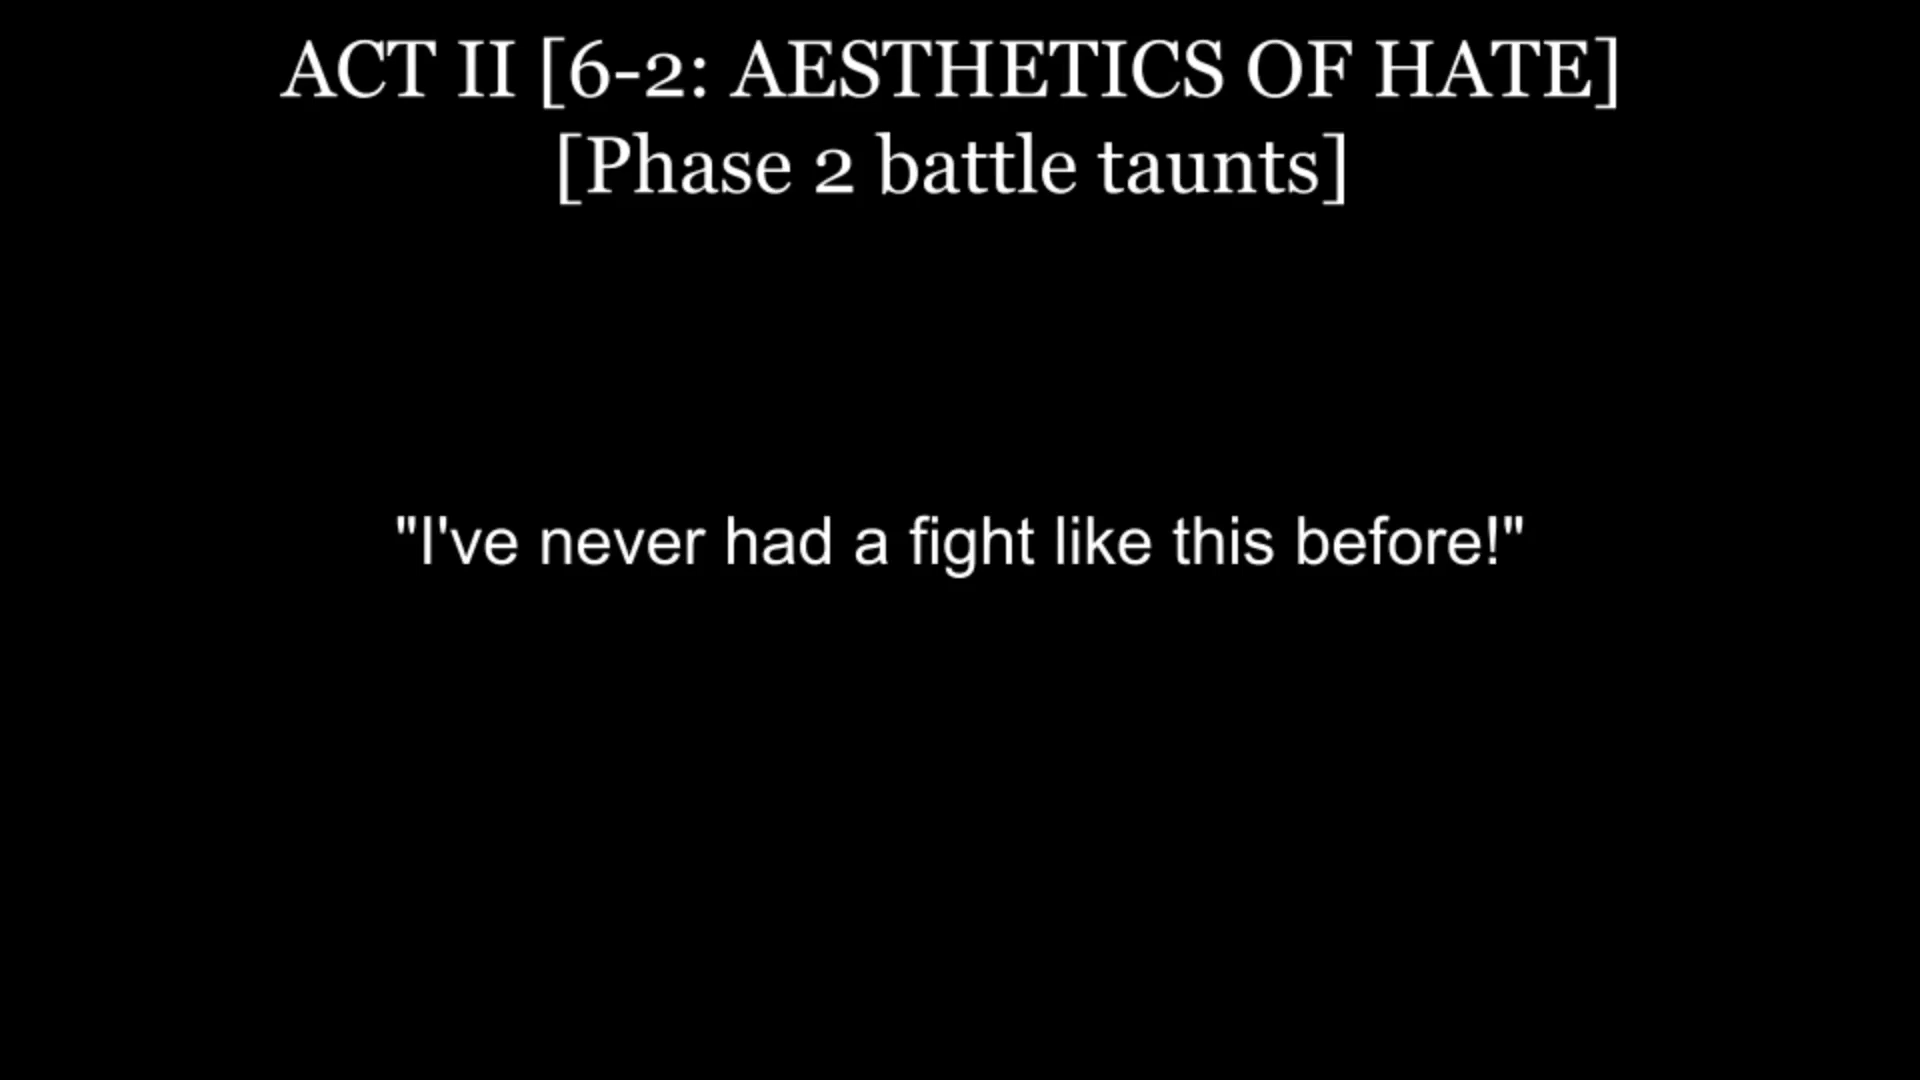 ACT II [6-2: AESTHETICS OF HATE]
[Phase 2 battle taunts]
"I've never had a fight like this before!"